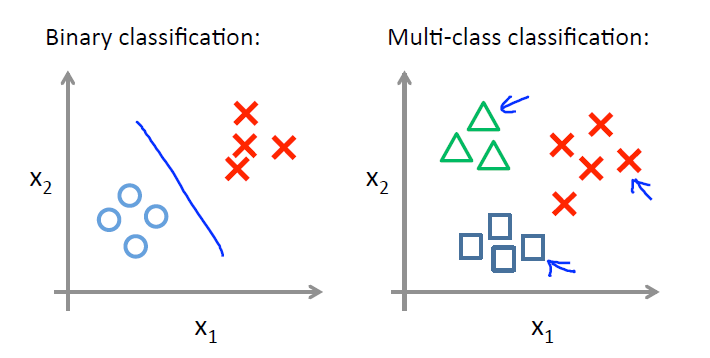 Binary classification:
x₂
x₁
Multi-class classification:
x₂
x₁